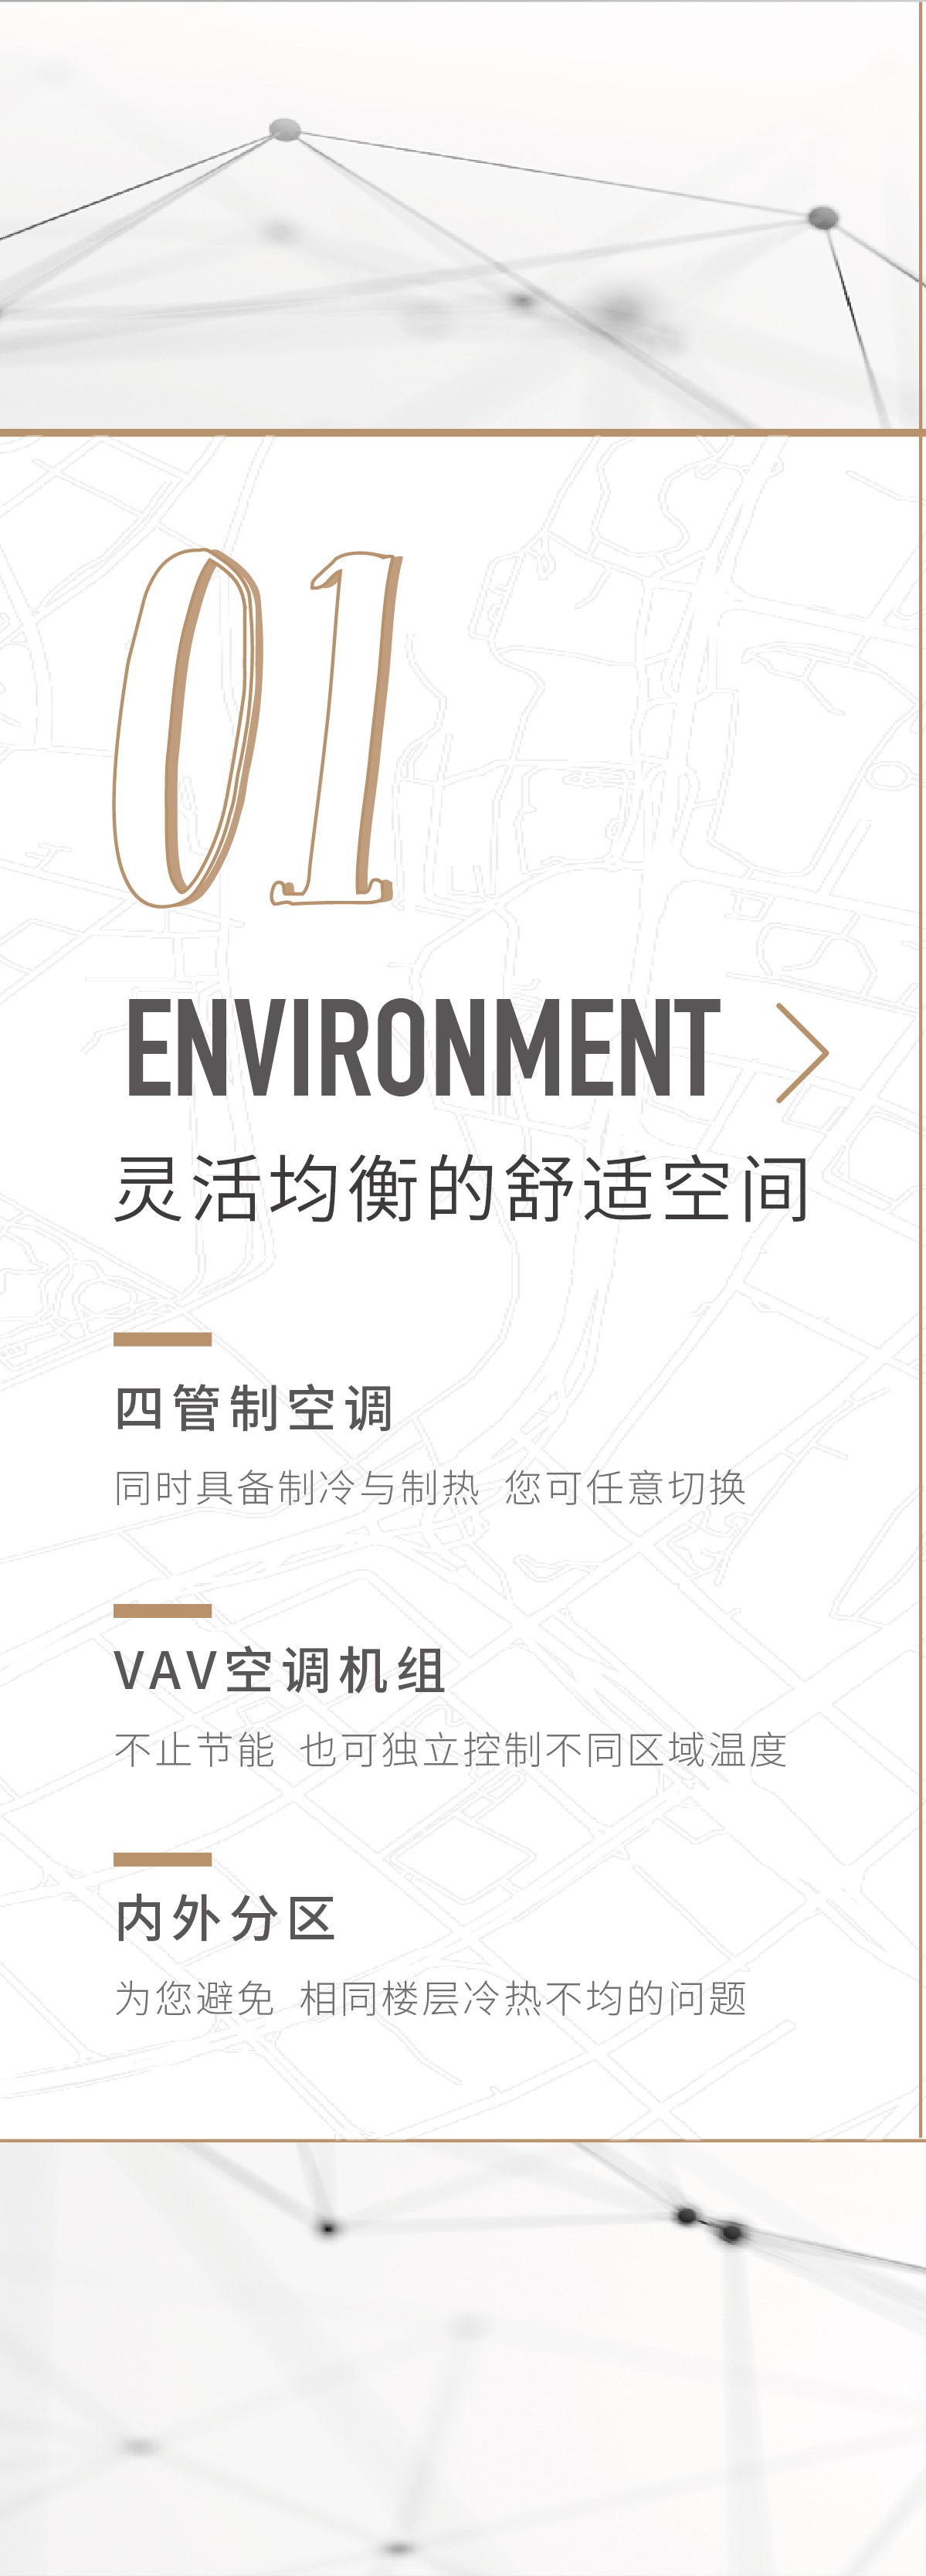 01
ENVIRONMENT
灵活均衡的舒适空间
四管制空调
同时具备制冷与制热 您可任意切换
VAV空调机组
不止节能 也可独立控制不同区域温度
内外分区
为您避免 相同楼层冷热不均的问题